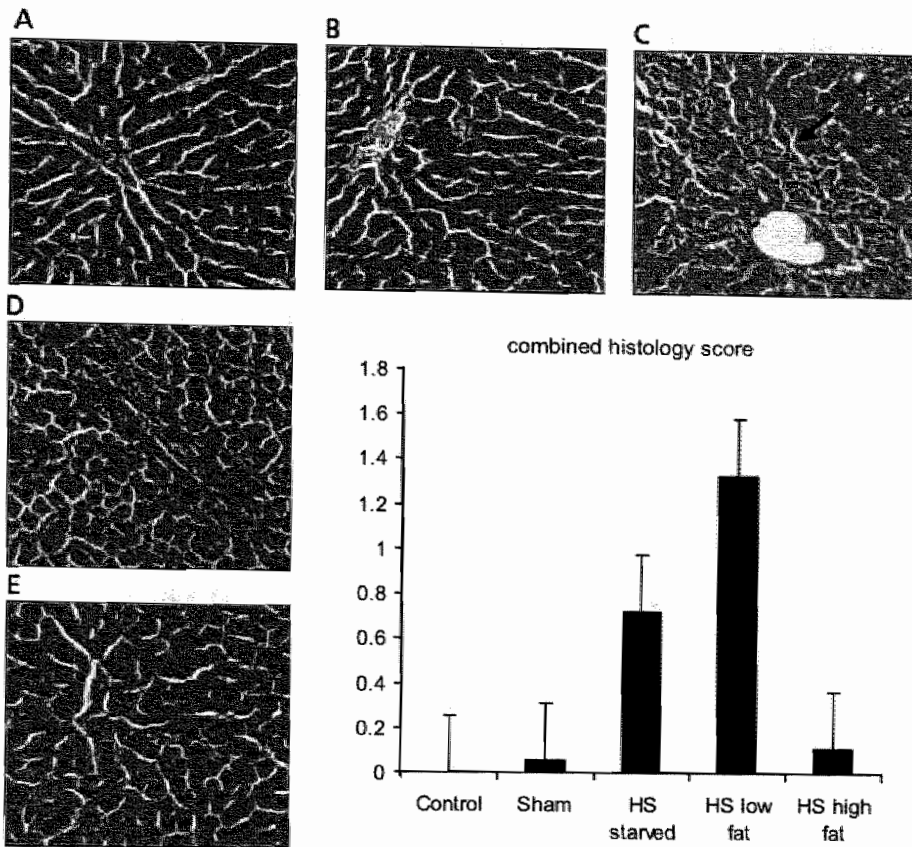 A
B
C
D
E
combined histology score
1.8
1.6
1.4
1.2
1
0.8
0.6
0.4
0.2
0
Control
Sham
HS
starved
HS low
fat
HS high
fat